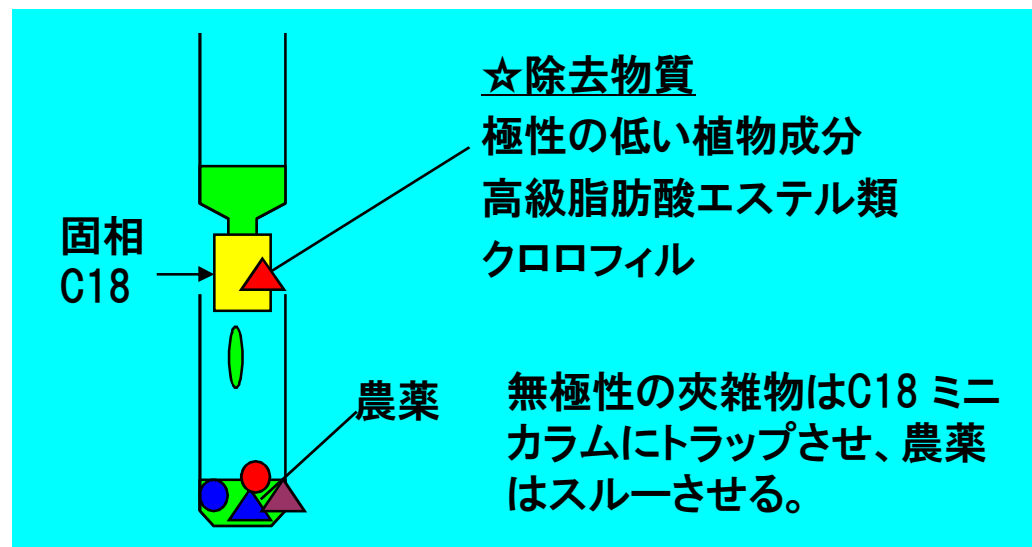 ☆除去物質
極性の低い植物成分
高級脂肪酸エステル類
クロロフィル
固相
C18
農薬
無極性の夾雑物はC18 ミニ
カラムにトラップさせ、農薬
はスルーさせる。